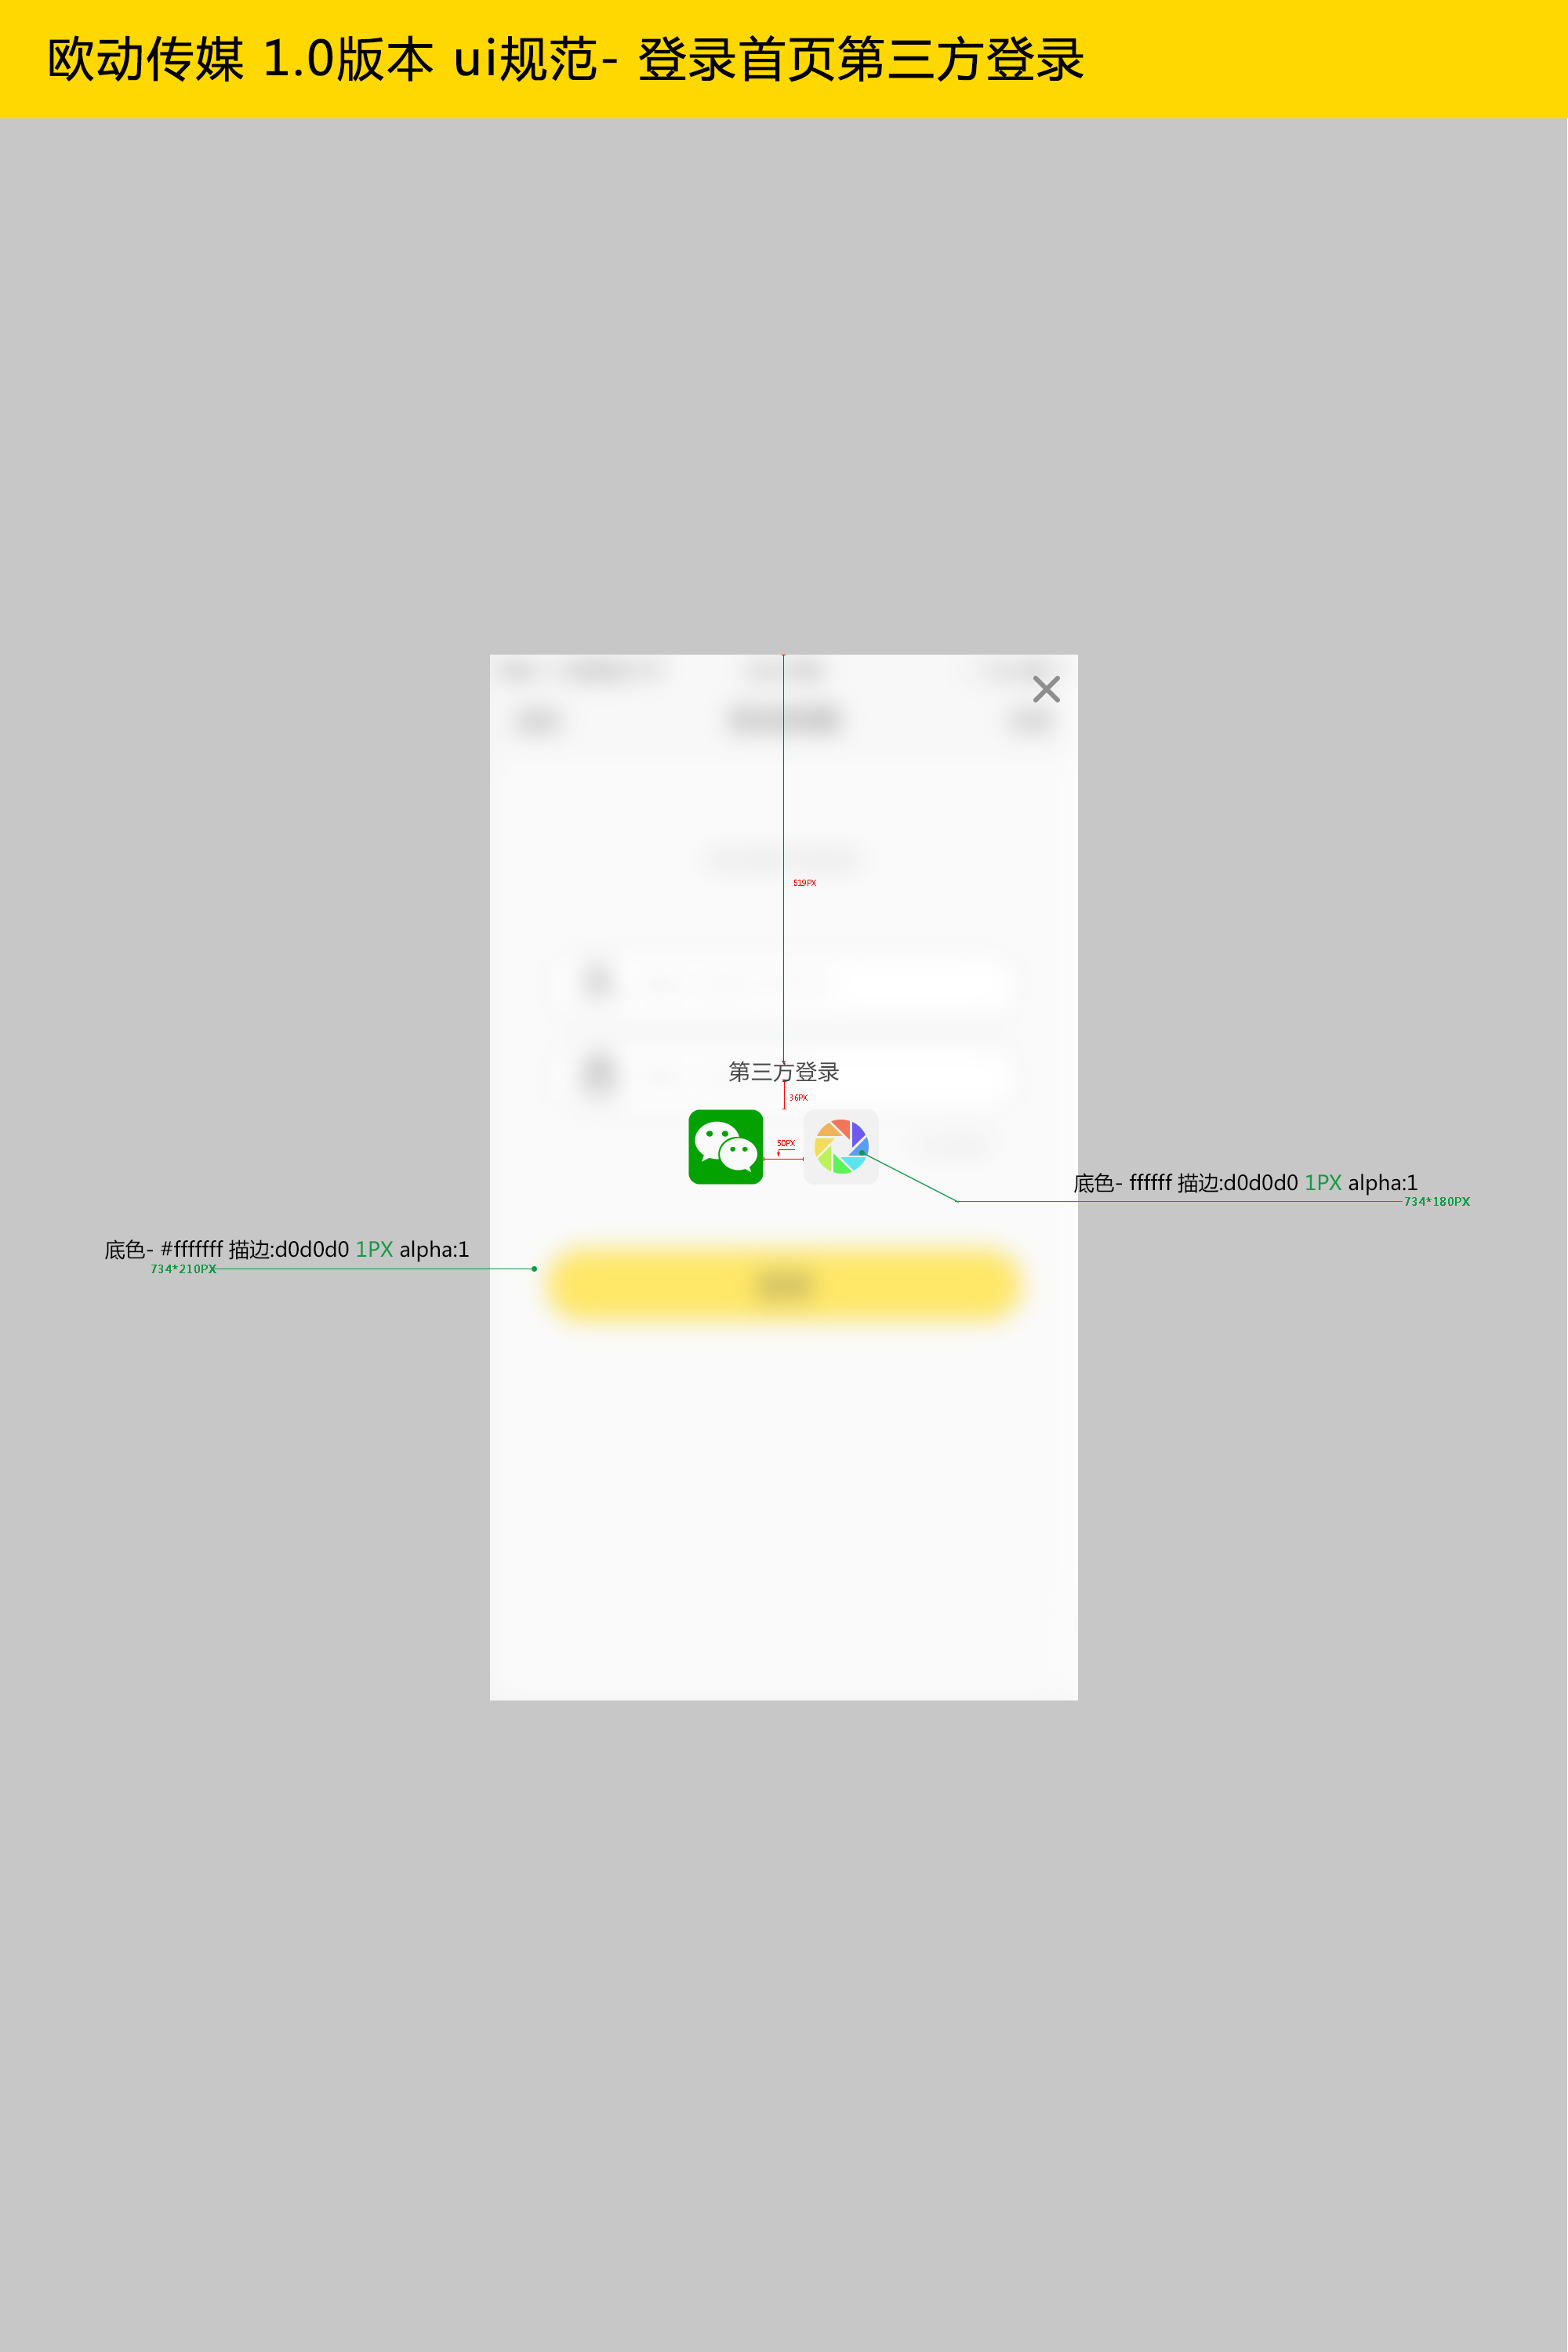 欧动传媒 1.0版本 ui规范- 登录首页第三方登录
519PX
第三方登录
36PX
50PX
底色- ffffff 描边:d0d0d0 1PX alpha:1
734*180PX
底色- #fffffff 描边:d0d0d0 1PX alpha:1
734*210PX